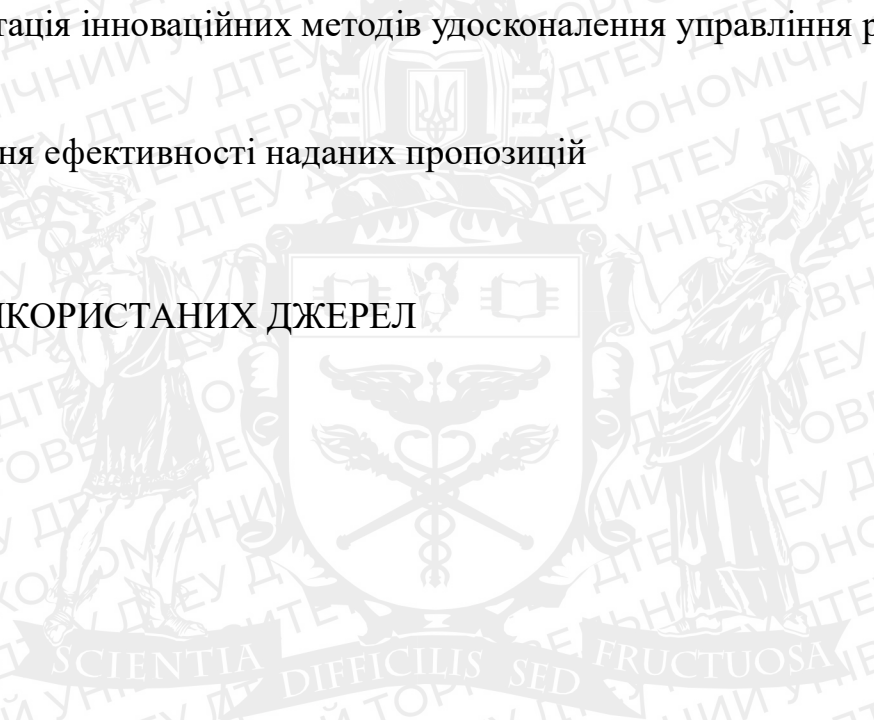 тація інноваційних методів удосконалення управління р
ня ефективності наданих пропозицій
ИКОРИСТАНИХ ДЖЕРЕЛ
SCIENTIA DIFFICILIS SED FRUCTUOSA